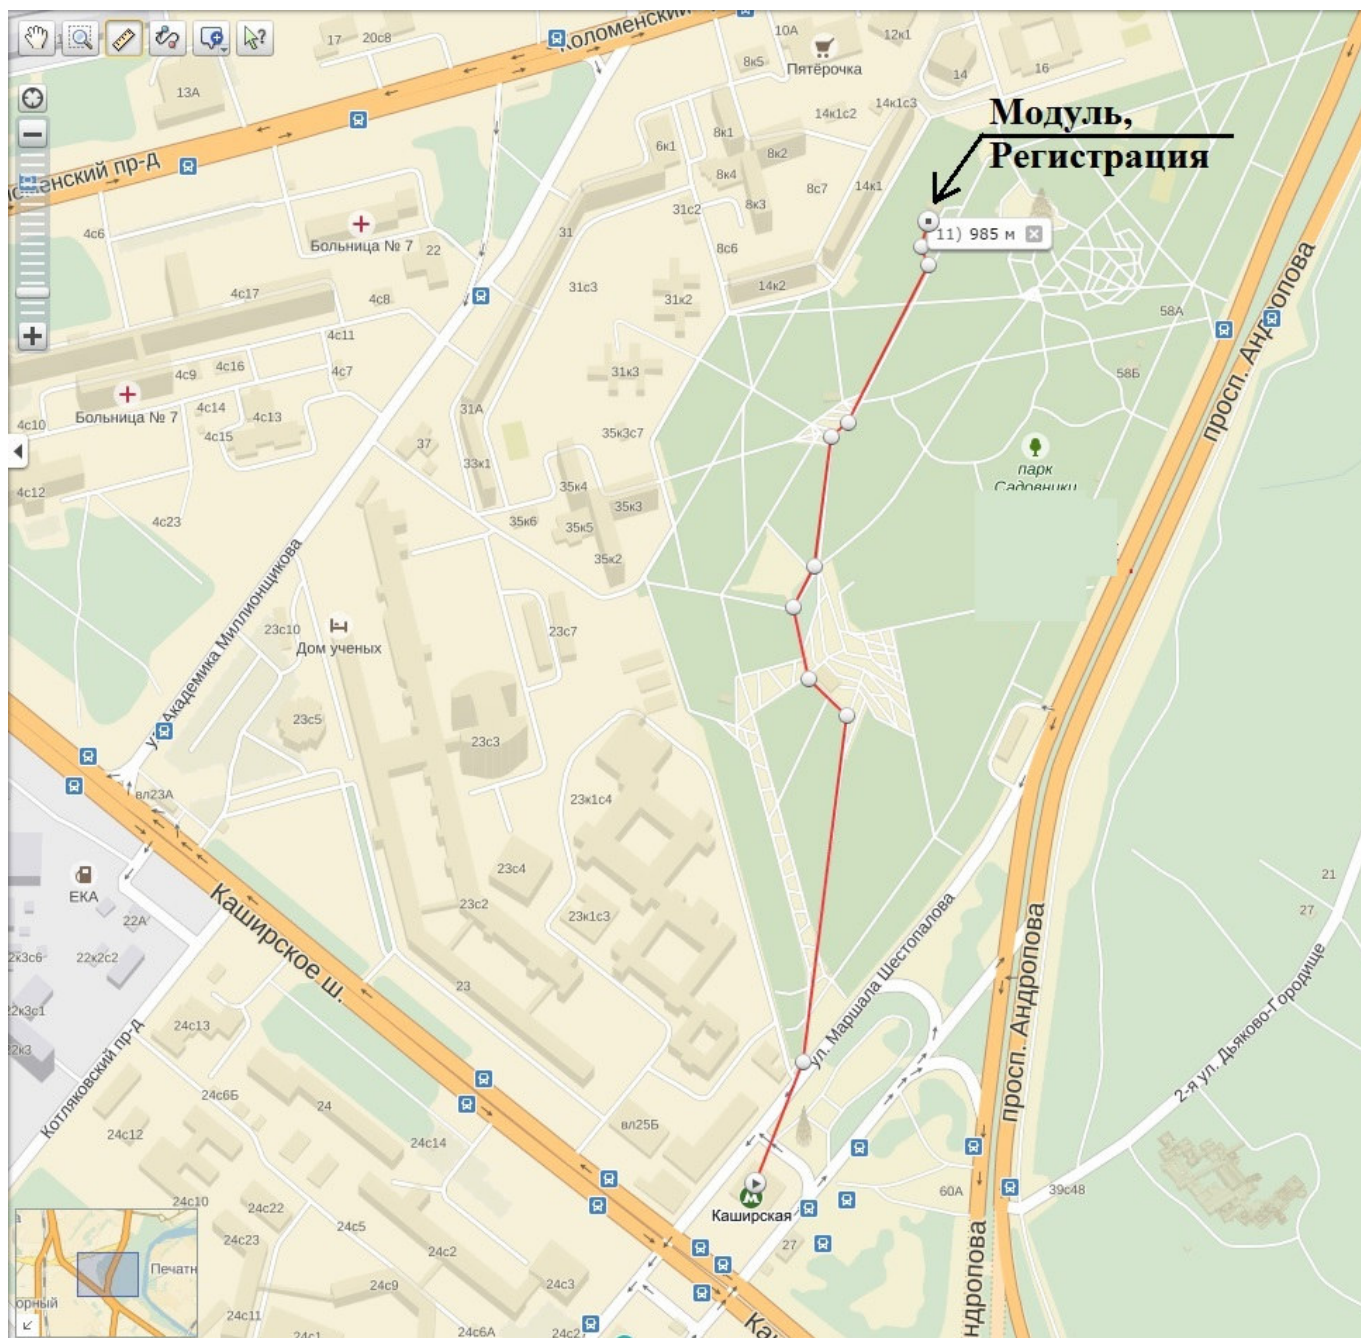 Коломенский
17
20с8
10А
12к1
8к5
Пятёрочка
14
16
13А
14к1с3
14к1с2
Модуль,
Регистрация
8к1
6к1
8к2
8к4
8с7
14к1
8к3
31с2
4с6
Больница № 7
22
31
8с6
11) 985 м
31с3
14к2
4с17
4с8
31к2
58А
просп. Андропова
4с11
4с16
4с9
4с7
31к3
58Б
Больница № 7
4с14
4с13
4с10
4с15
31А
37
35к3с7
33к1
парк
Садовники
4с12
35к4
35к3
4с23
35к6
35к5
35к2
ул. Академика Миллионщикова
23с10
Дом ученых
23с7
23с5
23с3
вл23А
23к1с4
ЕКА
22А
23с4
23с2
23к1с3
21
27
22к2с2
Каширское ш.
23
ул. Маршала Шестопалова
просп. Андропова
2-я ул. Дьяково-Городище
24с13
Котляковский пр-д
24с6Б
24
24с12
24с14
вл25Б
60А
39с48
24с10
24с22
24с5
Каширская
27
24с23
24с2
24с9
24с3
Печатн
орный
24с11
24с1
24с6А
24с2